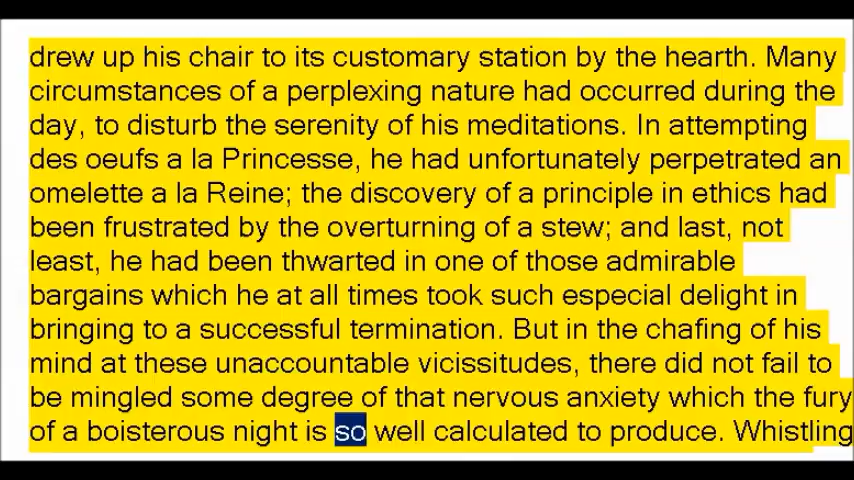 drew up his chair to its customary station by the hearth. Many
circumstances of a perplexing nature had occurred during the
day, to disturb the serenity of his meditations. In attempting
des oeufs a la Princesse, he had unfortunately perpetrated an
omelette a la Reine; the discovery of a principle in ethics had
been frustrated by the overturning of a stew; and last, not
least, he had been thwarted in one of those admirable
bargains which he at all times took such especial delight in
bringing to a successful termination. But in the chafing of his
mind at these unaccountable vicissitudes, there did not fail to
be mingled some degree of that nervous anxiety which the fury
of a boisterous night is so well calculated to produce. Whistling